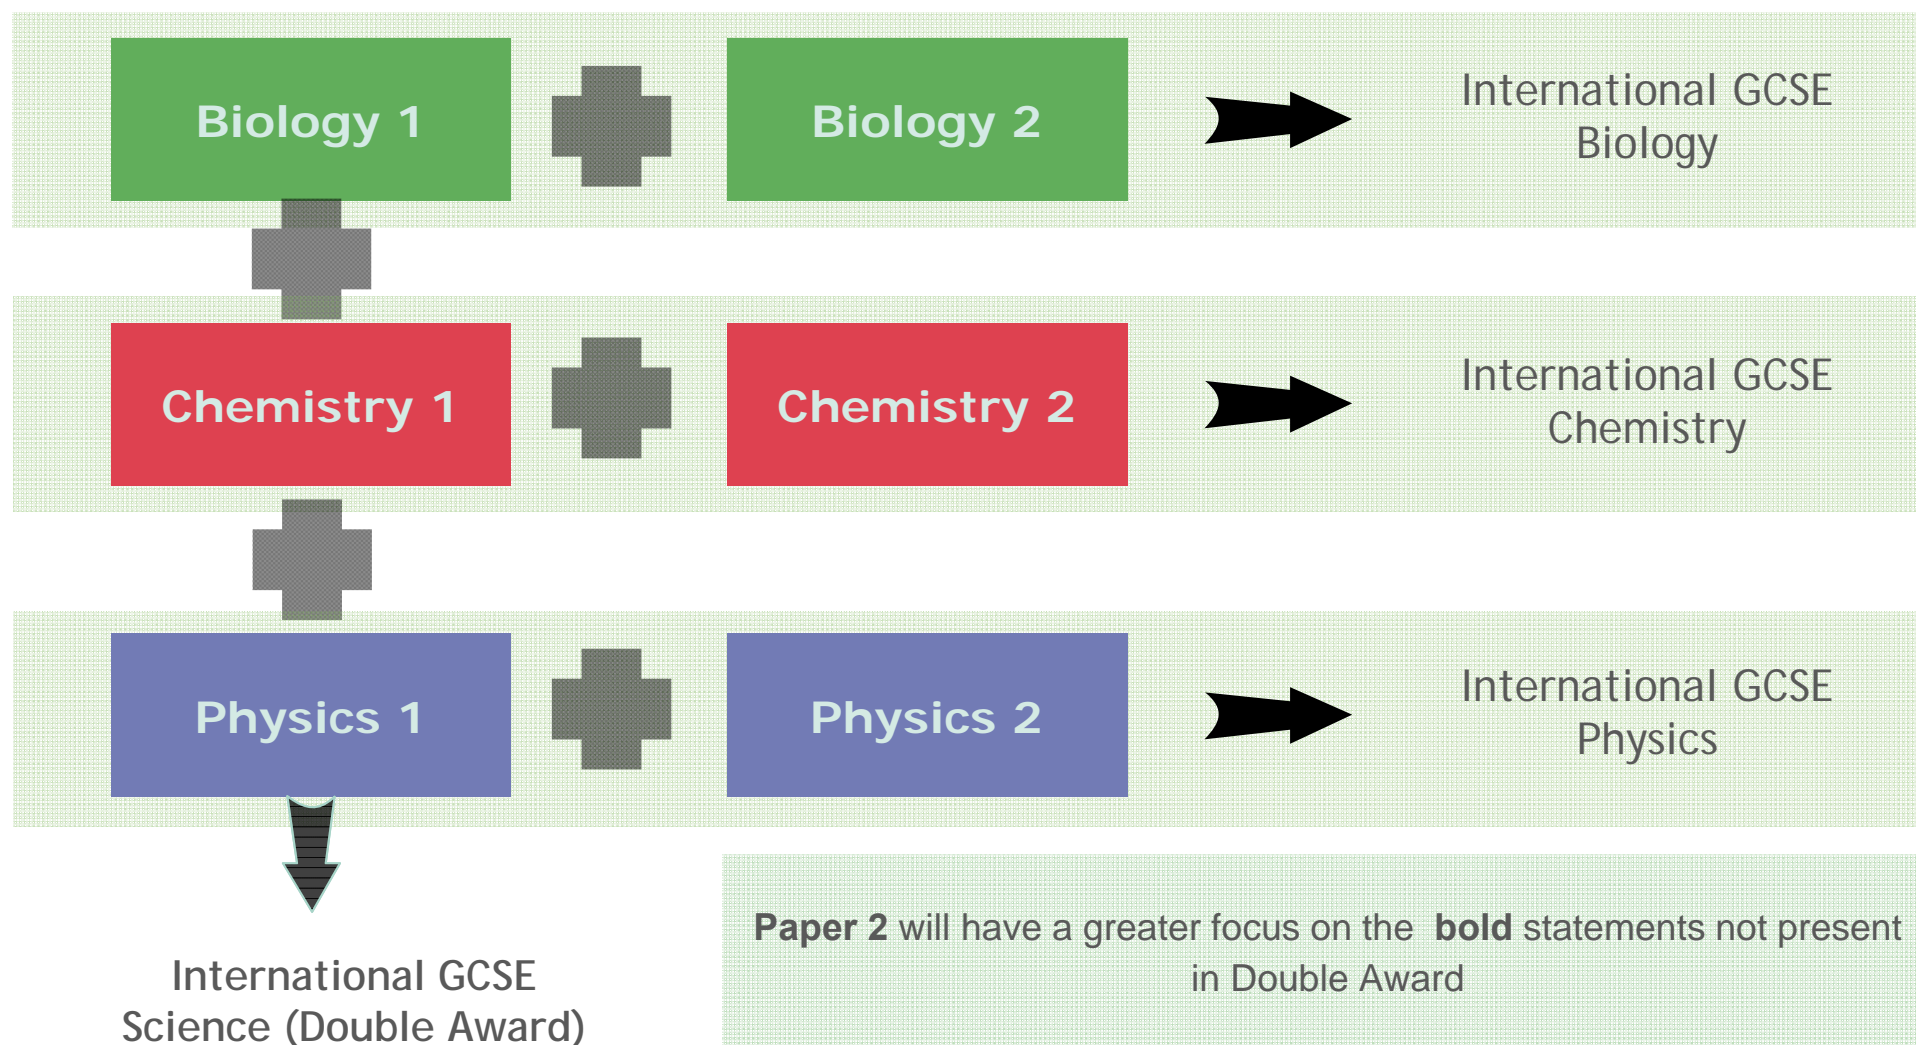 Biology 1
Biology 2
International GCSE
Biology
Chemistry 1
Chemistry 2
International GCSE
Chemistry
Physics 1
Physics 2
International GCSE
Physics
International GCSE
Science (Double Award)
Paper 2 will have a greater focus on the bold statements not present
in Double Award